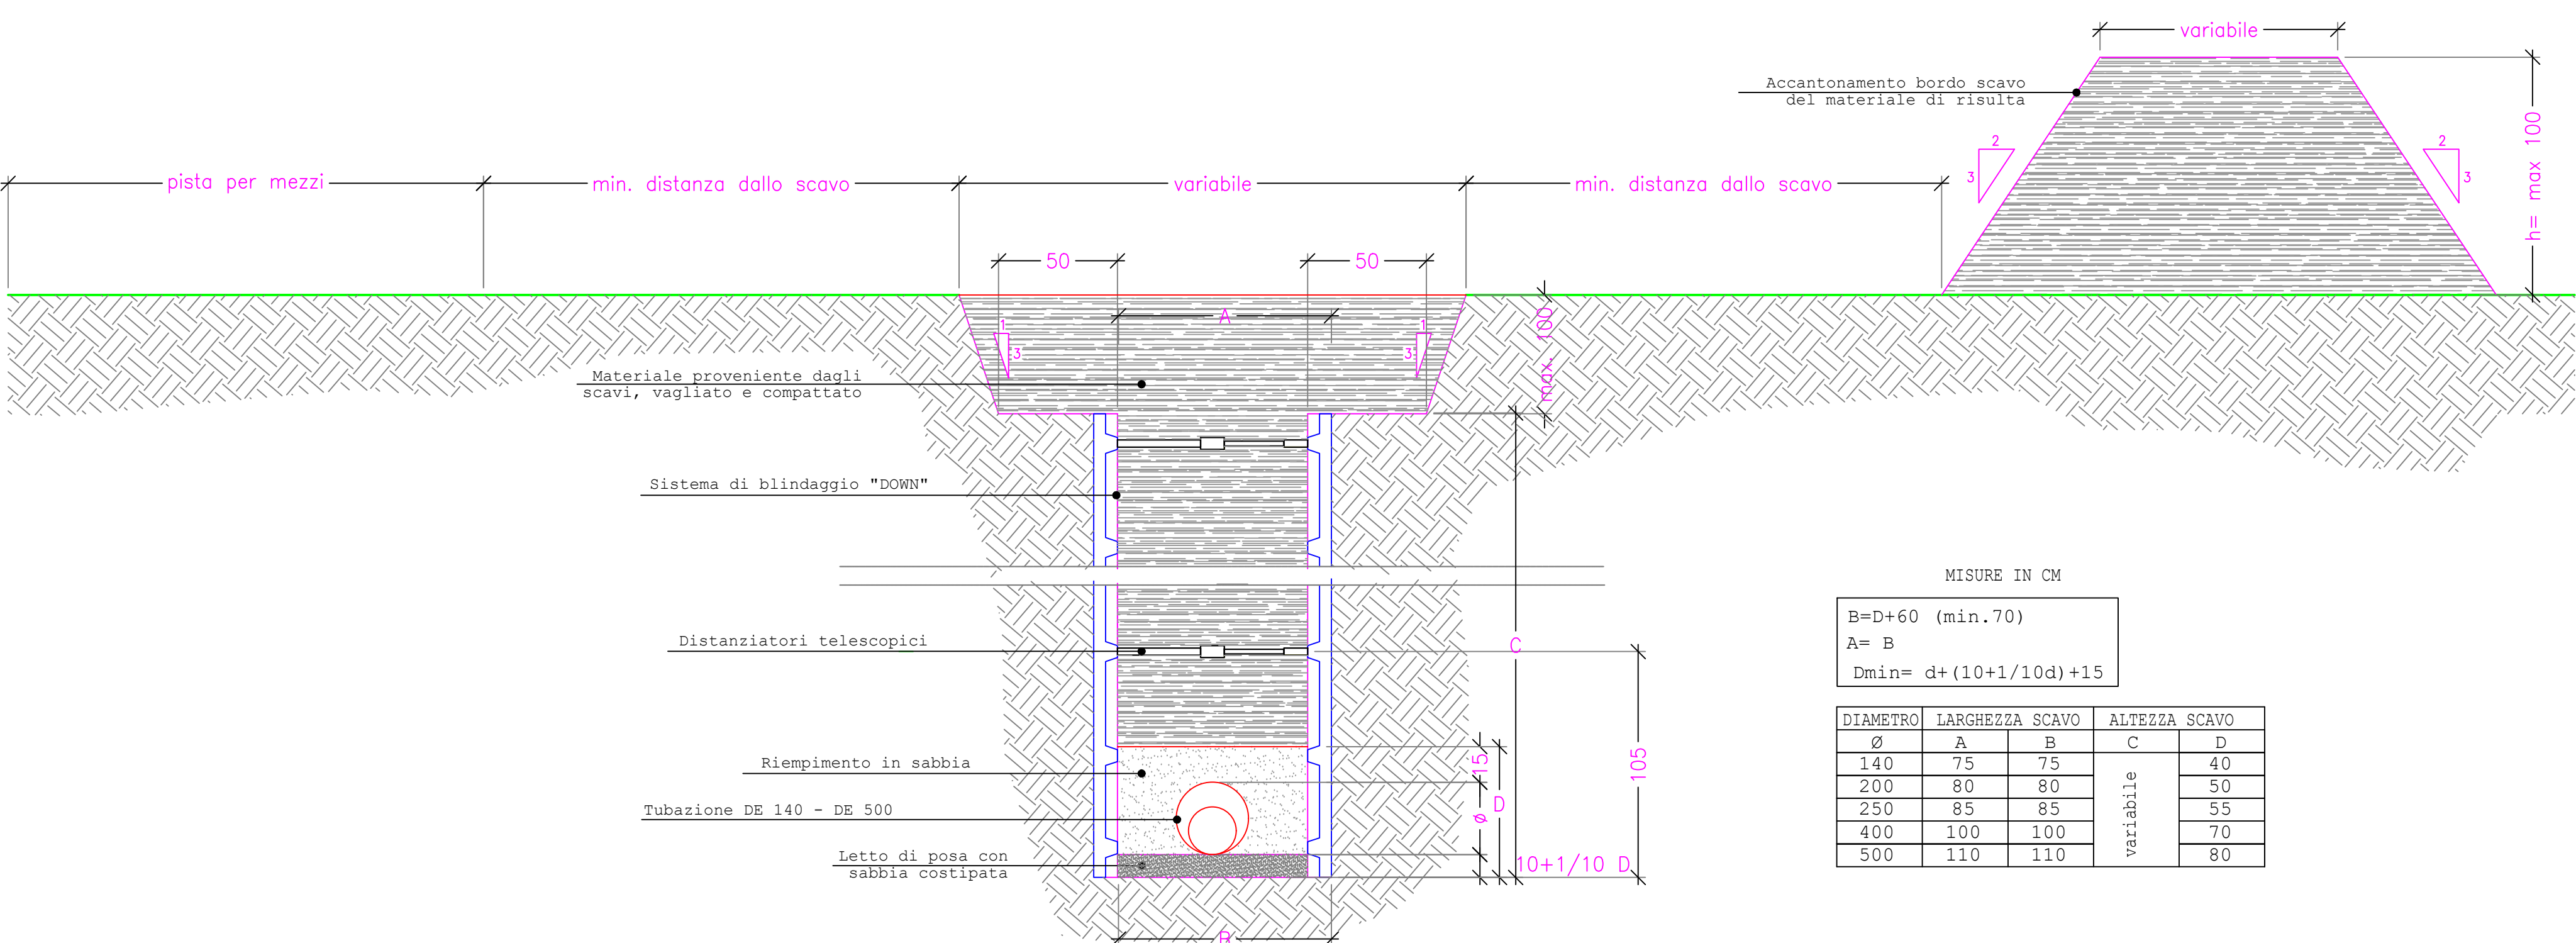 variabile
Accantonamento bordo scavo
del materiale di risulta
2
3
2
3
h= max 100
pista per mezzi
min. distanza dallo scavo
variabile
min. distanza dallo scavo
50
50
A
1
3
1
3
max. 100
Materiale proveniente dagli
scavi, vagliato e compattato
Sistema di blindaggio "DOWN"
Distanziatori telescopici
C
105
Riempimento in sabbia
15
Tubazione DE 140 - DE 500
D
ø
Letto di posa con
sabbia costipata
10+1/10 D
B
MISURE IN CM
B=D+60 (min.70)
A= B
Dmin= d+(10+1/10d)+15
DIAMETRO LARGHEZZA SCAVO ALTEZZA SCAVO
Ø A B C D
140 75 75 40
200 80 80 50
250 85 85 55
400 100 100 70
500 110 110 80
variabile